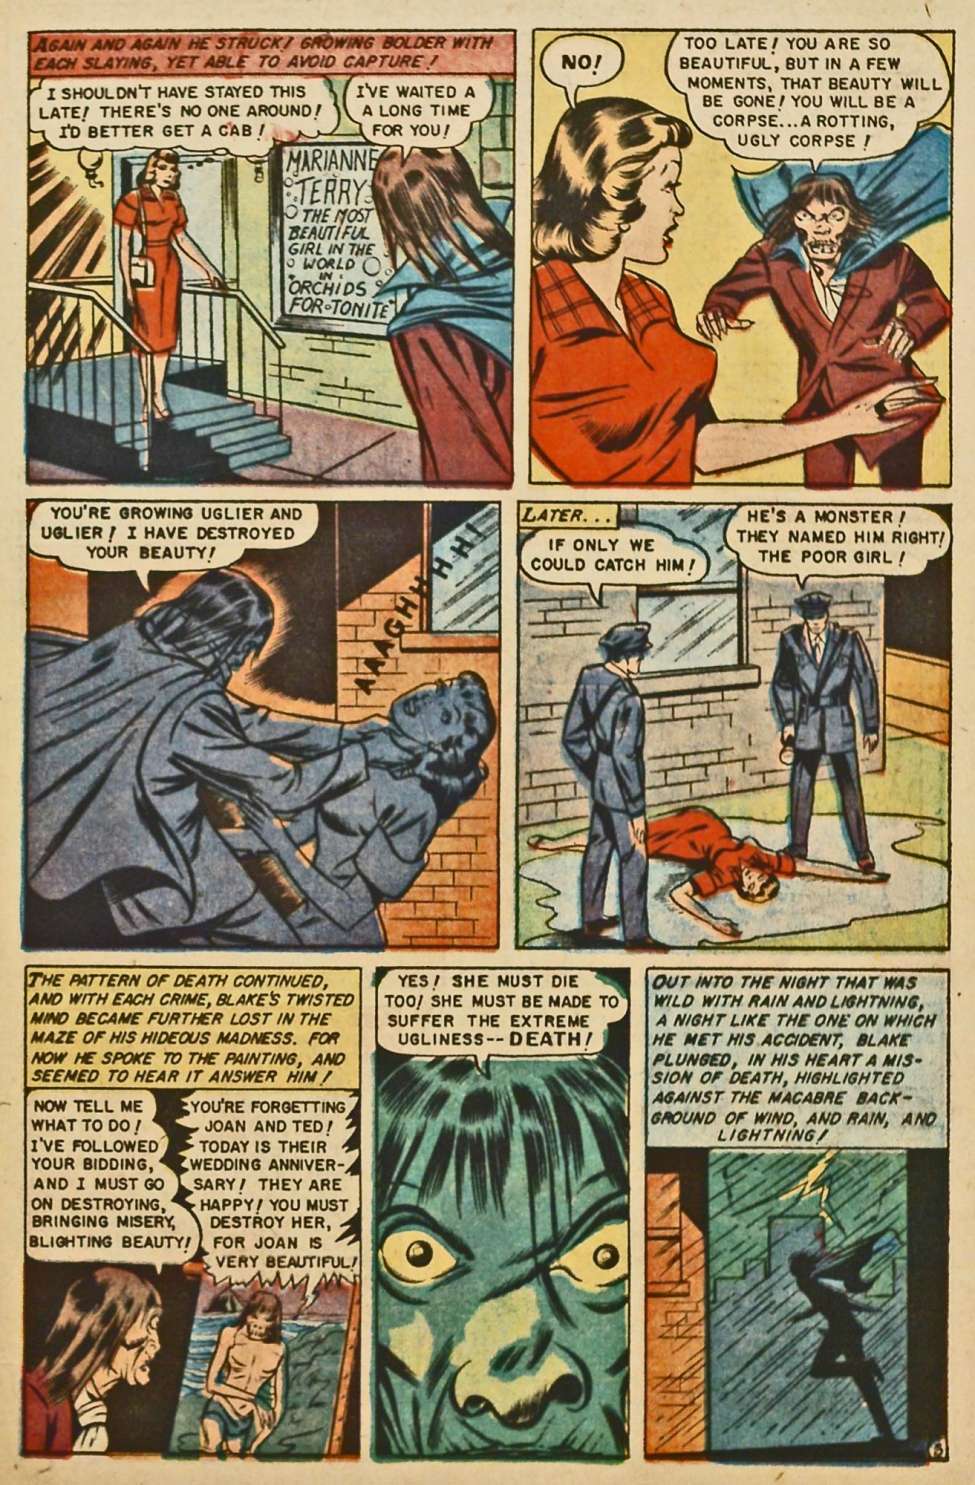 AGAIN AND AGAIN HE STRUCK! GROWING BOLDER WITH
EACH SLAYING, YET ABLE TO AVOID CAPTURE!
I SHOULDN'T HAVE STAYED THIS
LATE! THERE'S NO ONE AROUND!
I'D BETTER GET A CAB!
I'VE WAITED A
A LONG TIME
FOR YOU!
MARIANNE
TERRY
THE MOST
BEAUTIFUL
GIRL IN THE
WORLD
IN
ORCHIDS
FOR TONITE
NO!
TOO LATE! YOU ARE SO
BEAUTIFUL, BUT IN A FEW
MOMENTS, THAT BEAUTY WILL
BE GONE! YOU WILL BE A
CORPSE...A ROTTING,
UGLY CORPSE!
YOU'RE GROWING UGLIER AND
UGLIER! I HAVE DESTROYED
YOUR BEAUTY!
AAAGHHHHH!
LATER...
IF ONLY WE
COULD CATCH HIM!
HE'S A MONSTER!
THEY NAMED HIM RIGHT!
THE POOR GIRL!
THE PATTERN OF DEATH CONTINUED,
AND WITH EACH CRIME, BLAKE'S TWISTED
MIND BECAME FURTHER LOST IN THE
MAZE OF HIS HIDEOUS MADNESS. FOR
NOW HE SPOKE TO THE PAINTING, AND
SEEMED TO HEAR IT ANSWER HIM!
NOW TELL ME
WHAT TO DO!
I'VE FOLLOWED
YOUR BIDDING,
AND I MUST GO
ON DESTROYING,
BRINGING MISERY,
BLIGHTING BEAUTY!
YOU'RE FORGETTING
JOAN AND TED!
TODAY IS THEIR
WEDDING ANNIVER-
SARY! THEY ARE
HAPPY! YOU MUST
DESTROY HER,
FOR JOAN IS
VERY BEAUTIFUL!
YES! SHE MUST DIE
TOO! SHE MUST BE MADE TO
SUFFER THE EXTREME
UGLINESS-- DEATH!
OUT INTO THE NIGHT THAT WAS
WILD WITH RAIN AND LIGHTNING,
A NIGHT LIKE THE ONE ON WHICH
HE MET HIS ACCIDENT, BLAKE
PLUNGED, IN HIS HEART A MIS-
SION OF DEATH, HIGHLIGHTED
AGAINST THE MACABRE BACK-
GROUND OF WIND, AND RAIN, AND
LIGHTNING!